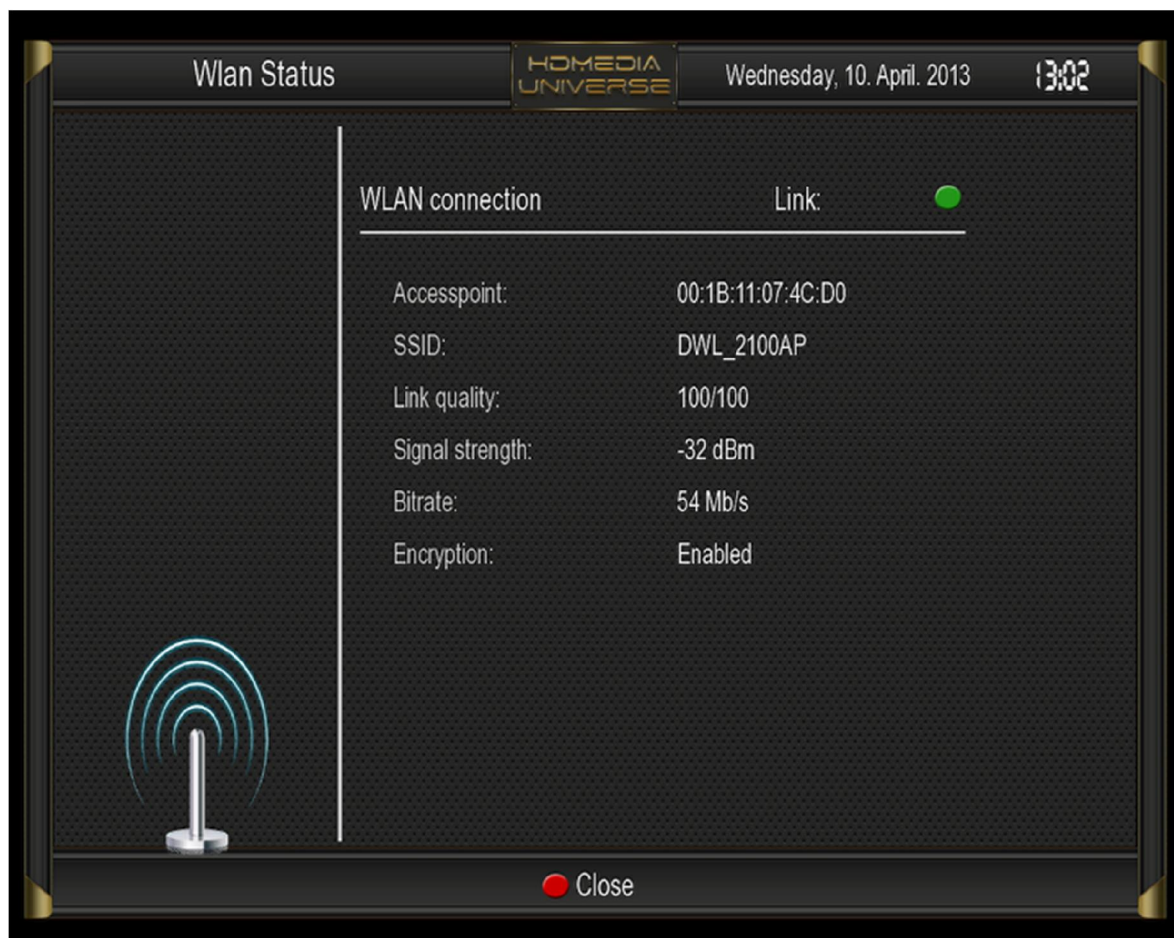 Wlan Status
HDMEDIA
UNIVERSE
Wednesday, 10. April. 2013
13:02
WLAN connection Link:
Accesspoint: 00:1B:11:07:4C:D0
SSID: DWL_2100AP
Link quality: 100/100
Signal strength: -32 dBm
Bitrate: 54 Mb/s
Encryption: Enabled
Close